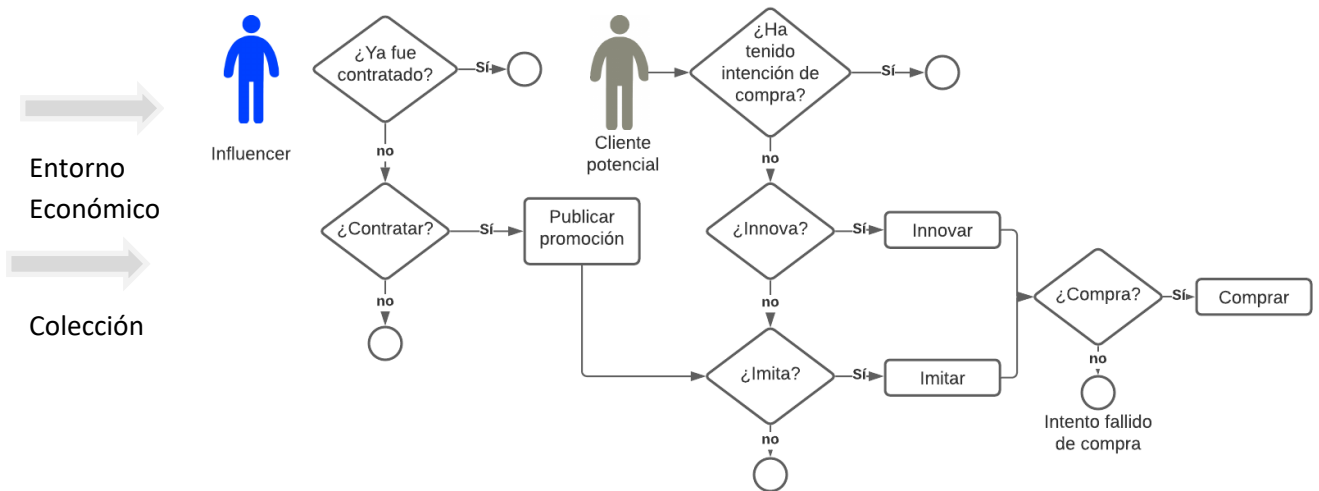 Entorno
Económico
Colección
Influencer
¿Ya fue
contratado?
Sí
no
¿Contratar?
Sí
Publicar
promoción
no
Cliente
potencial
¿Ha
tenido
intención de
compra?
Sí
no
¿Innova?
Sí
Innovar
no
¿Imita?
Sí
Imitar
no
¿Compra?
Sí
Comprar
no
Intento fallido
de compra